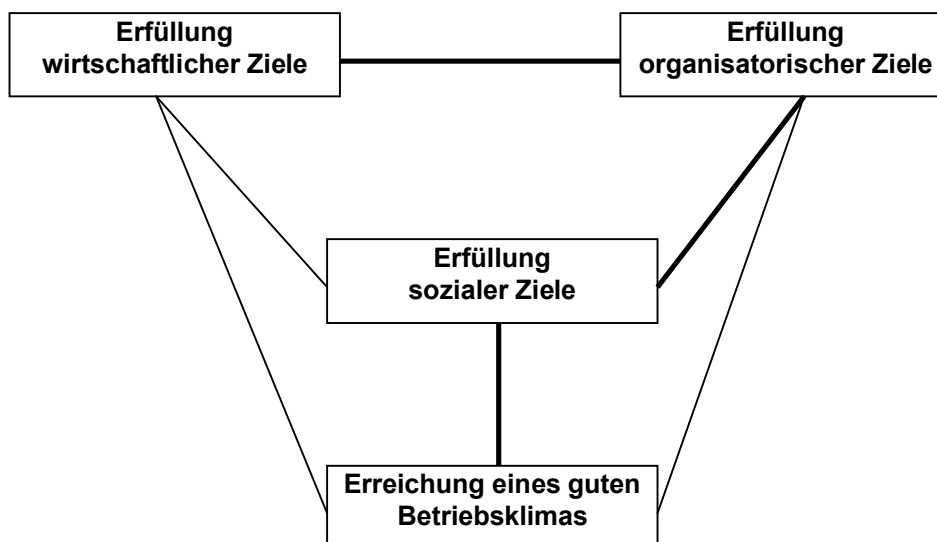 Erfüllung
wirtschaftlicher Ziele
Erfüllung
organisatorischer Ziele
Erfüllung
sozialer Ziele
Erreichung eines guten
Betriebsklimas